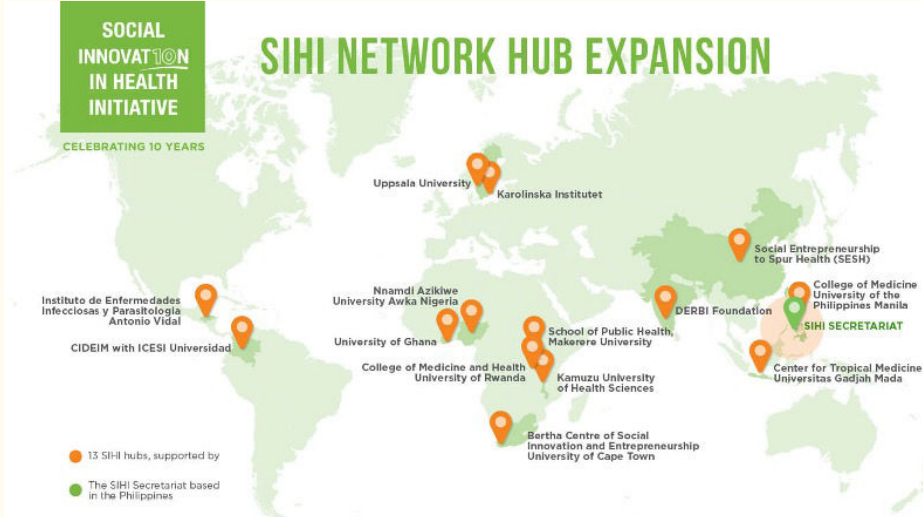 SOCIAL
INNOVAT10N
IN HEALTH
INITIATIVE
CELEBRATING 10 YEARS
SIHI NETWORK HUB EXPANSION
Uppsala University
Karolinska Institutet
Social Entrepreneurship
to Spur Health (SESH)
Instituto de Enfermedades
Infecciosas y Parasitologia
Antonio Vidal
CIDEIM with ICESI Universidad
Nnamdi Azikiwe
University Awka Nigeria
University of Ghana
College of Medicine and Health
University of Rwanda
School of Public Health,
Makerere University
Kamuzu University
of Health Sciences
DERBI Foundation
College of Medicine
University of the
Philippines Manila
SIHI SECRETARIAT
Center for Tropical Medicine
Universitas Gadjah Mada
Bertha Centre of Social
Innovation and Entrepreneurship
University of Cape Town
13 SIHI hubs, supported by
The SIHI Secretariat based
in the Philippines